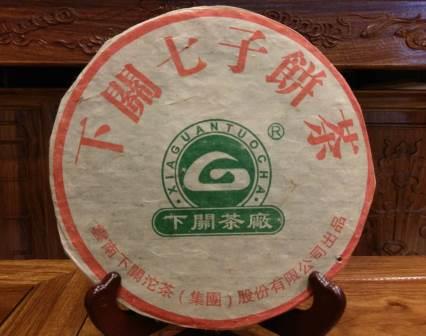 下關七子餅茶
·XIAGUANTUOCHA·
®
下關茶廠
雲南下關沱茶(集團)股份有限公司出品